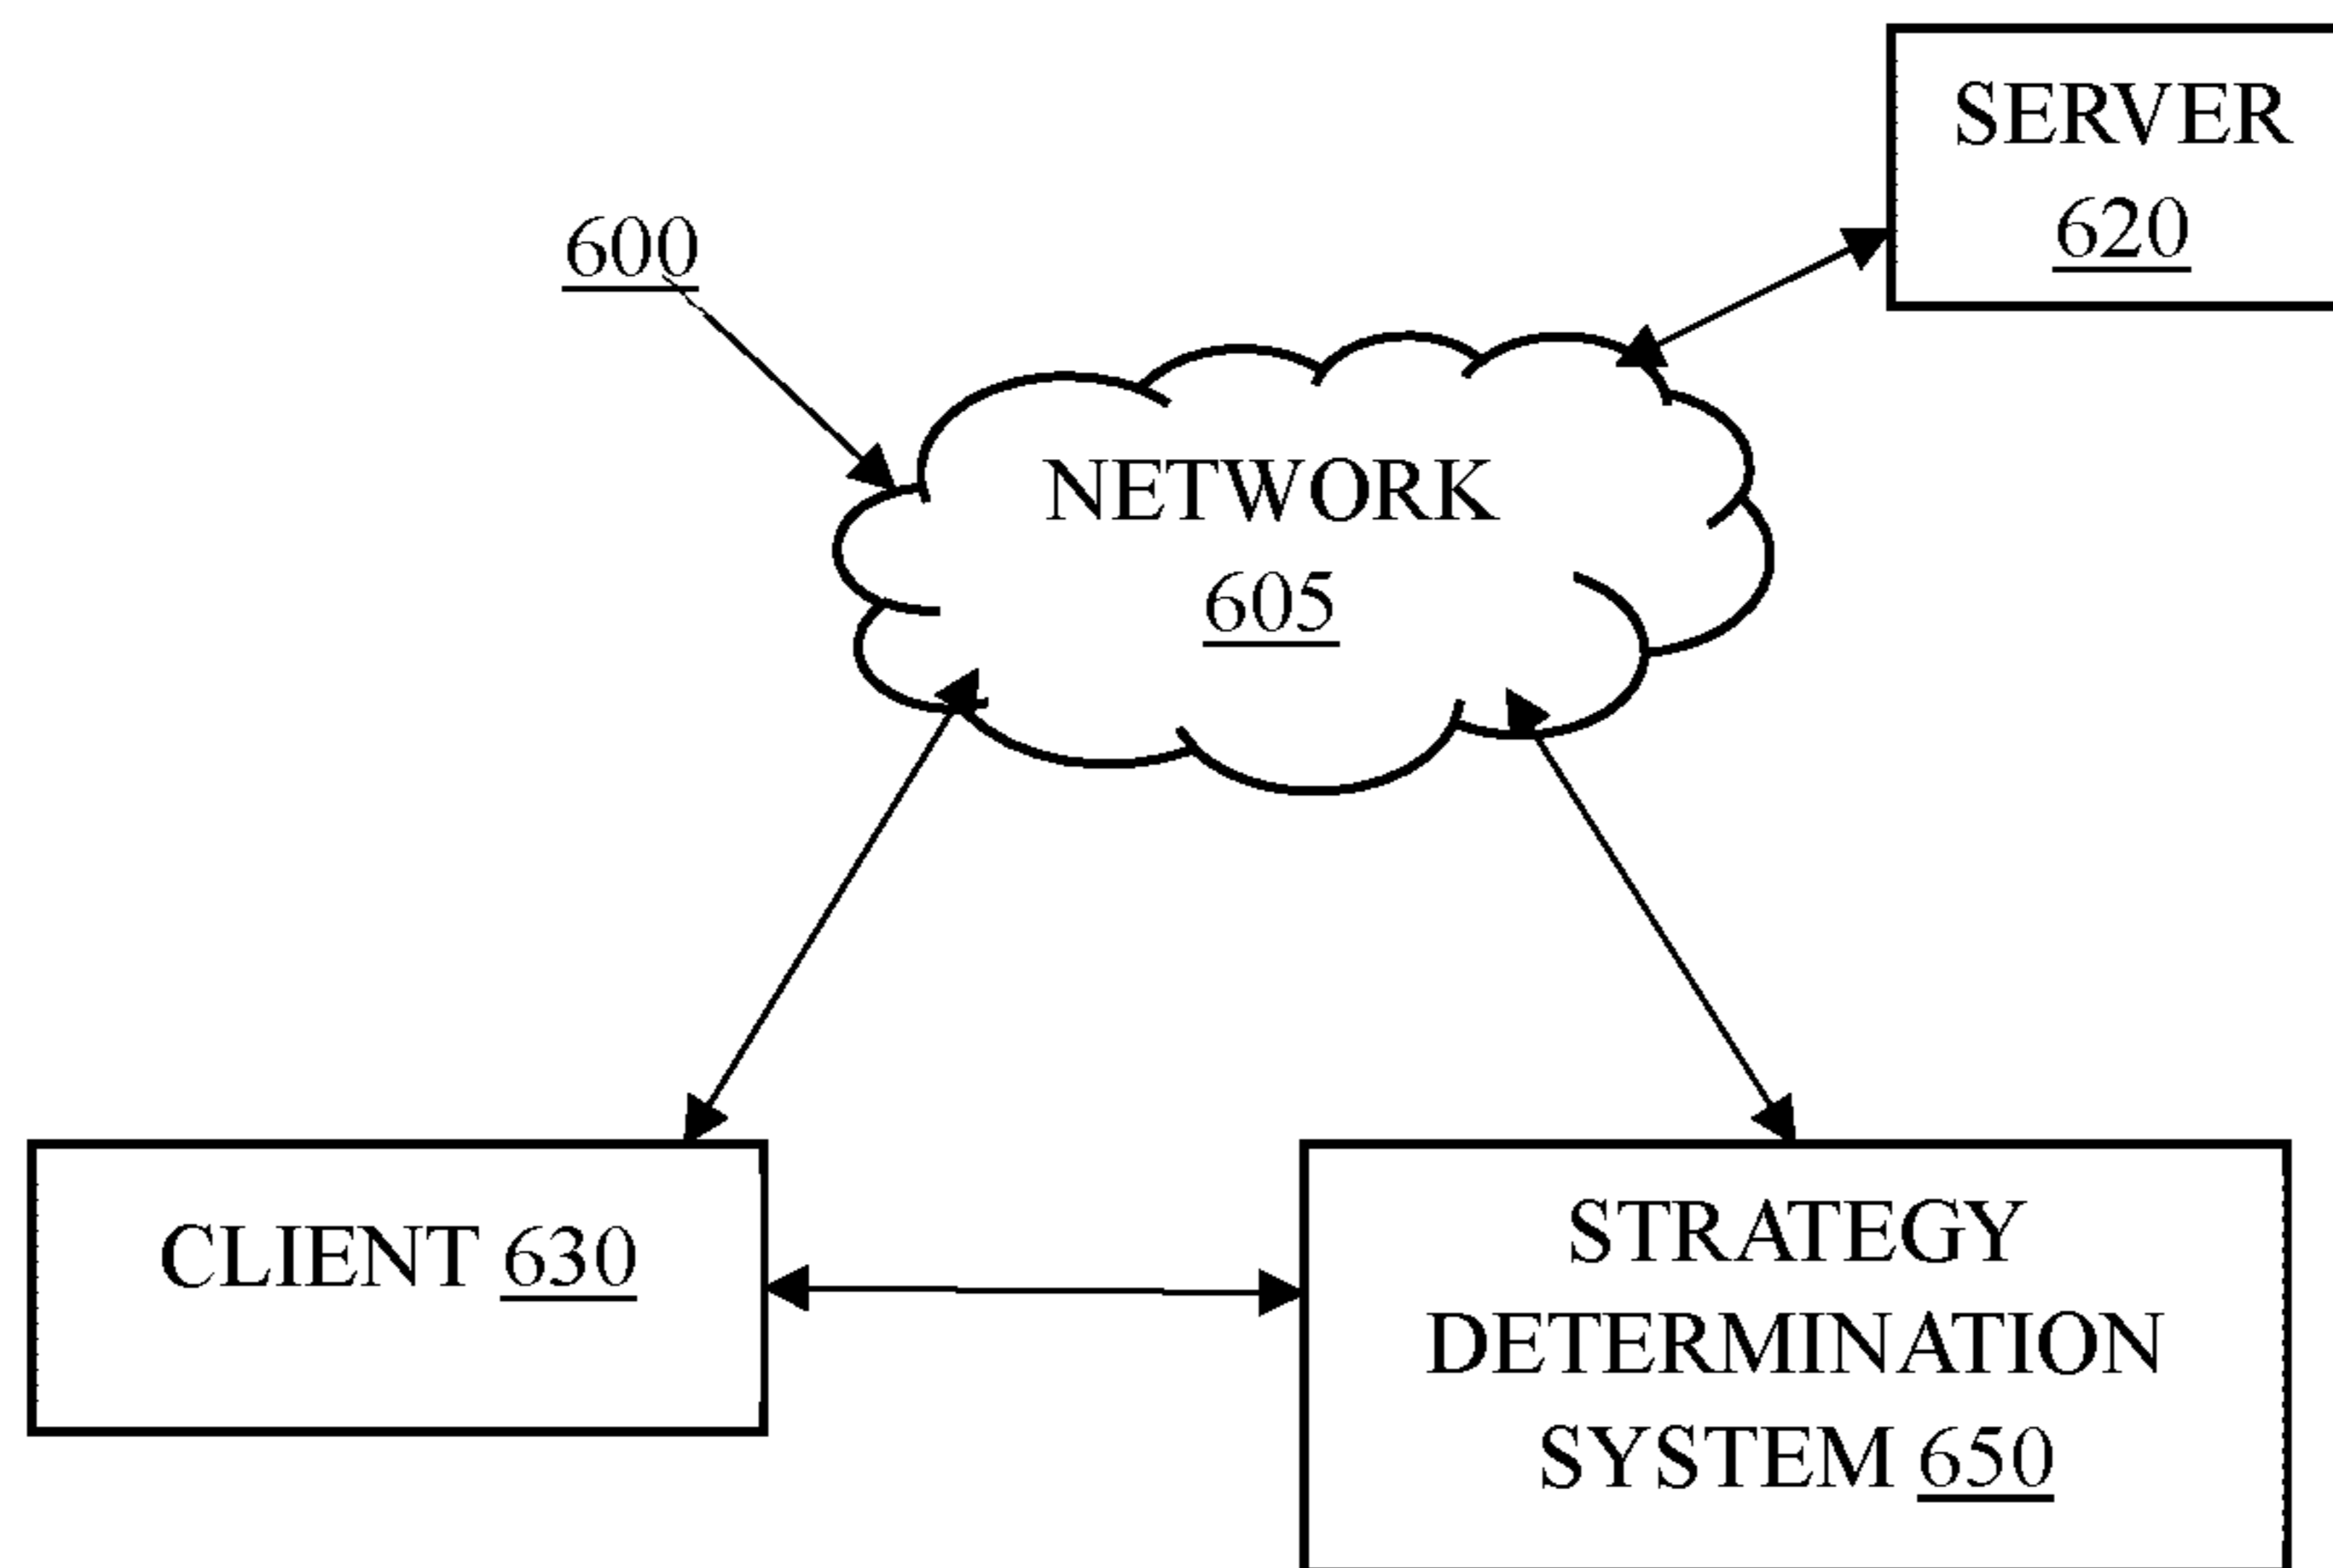 SERVER
620
600
NETWORK
605
CLIENT 630
STRATEGY
DETERMINATION
SYSTEM 650